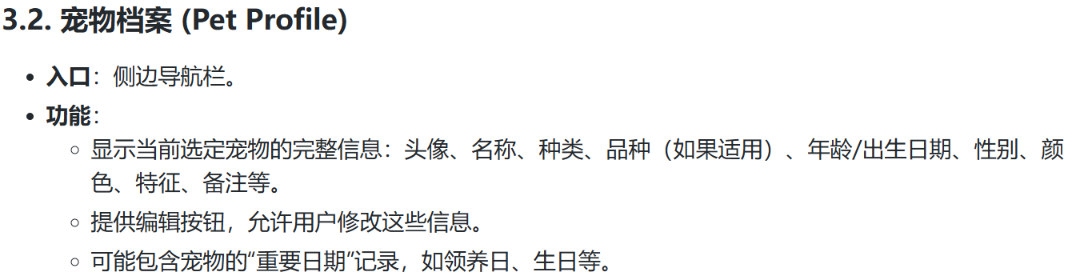 3.2. 宠物档案 (Pet Profile)
• 入口：侧边导航栏。
• 功能：
◦ 显示当前选定宠物的完整信息：头像、名称、种类、品种（如果适用）、年龄/出生日期、性别、颜
色、特征、备注等。
◦ 提供编辑按钮，允许用户修改这些信息。
◦ 可能包含宠物的“重要日期”记录，如领养日、生日等。